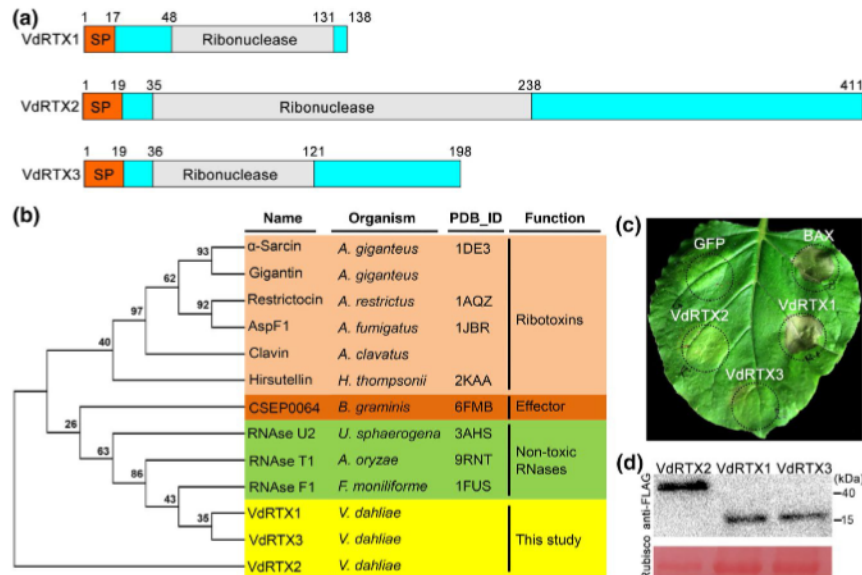 (a)
1 17 48 131 138
VdRTX1 SP Ribonuclease
1 19 35 238 411
VdRTX2 SP Ribonuclease
1 19 36 121 198
VdRTX3 SP Ribonuclease
(b)
Name Organism PDB_ID Function
α-Sarcin A. giganteus 1DE3
Gigantin A. giganteus
Restrictocin A. restrictus 1AQZ
AspF1 A. fumigatus 1JBR
Clavin A. clavatus
Hirsutellin H. thompsonii 2KAA
Ribotoxins
CSEP0064 B. graminis 6FMB Effector
RNAse U2 U. sphaerogena 3AHS
RNAse T1 A. oryzae 9RNT
RNAse F1 F. moniliforme 1FUS
Non-toxic
RNases
VdRTX1 V. dahliae
VdRTX3 V. dahliae
VdRTX2 V. dahliae
This study
93
62
92
97
40
26
63
86
43
35
(c)
GFP BAX
VdRTX2 VdRTX1
VdRTX3
(d)
VdRTX2 VdRTX1 VdRTX3
(kDa)
40
15
anti-FLAG
Rubisco